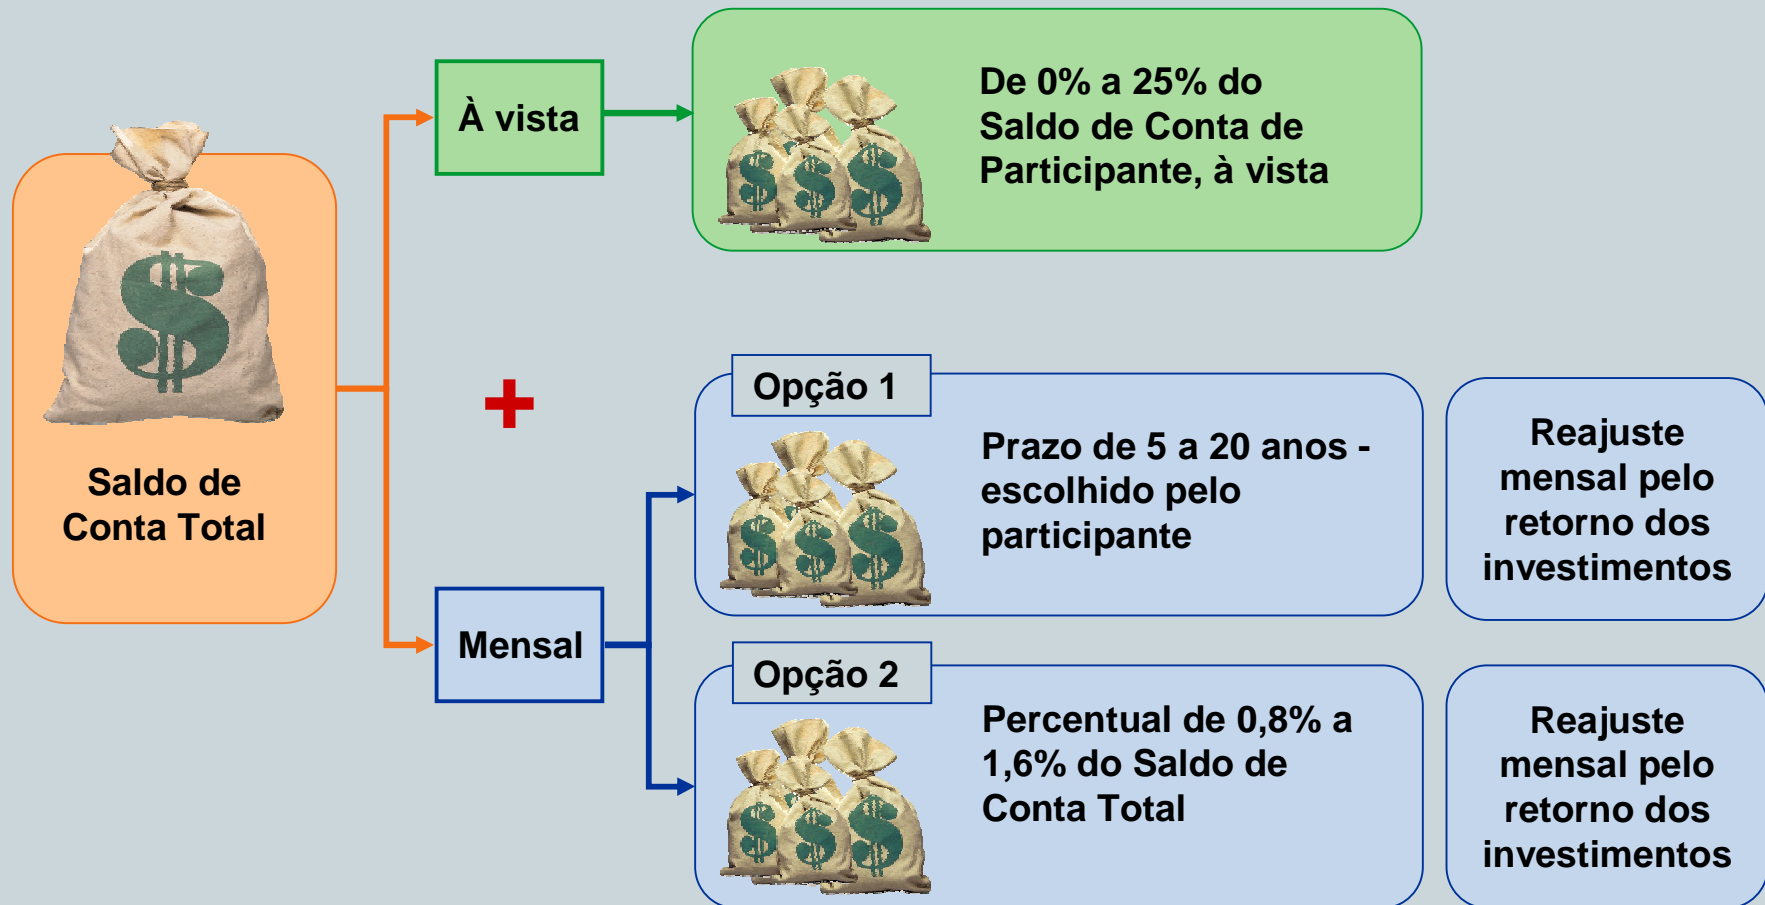 À vista
De 0% a 25% do
Saldo de Conta de
Participante, à vista
Saldo de
Conta Total
Mensal
Opção 1
Prazo de 5 a 20 anos -
escolhido pelo
participante
Reajuste
mensal pelo
retorno dos
investimentos
Opção 2
Percentual de 0,8% a
1,6% do Saldo de
Conta Total
Reajuste
mensal pelo
retorno dos
investimentos